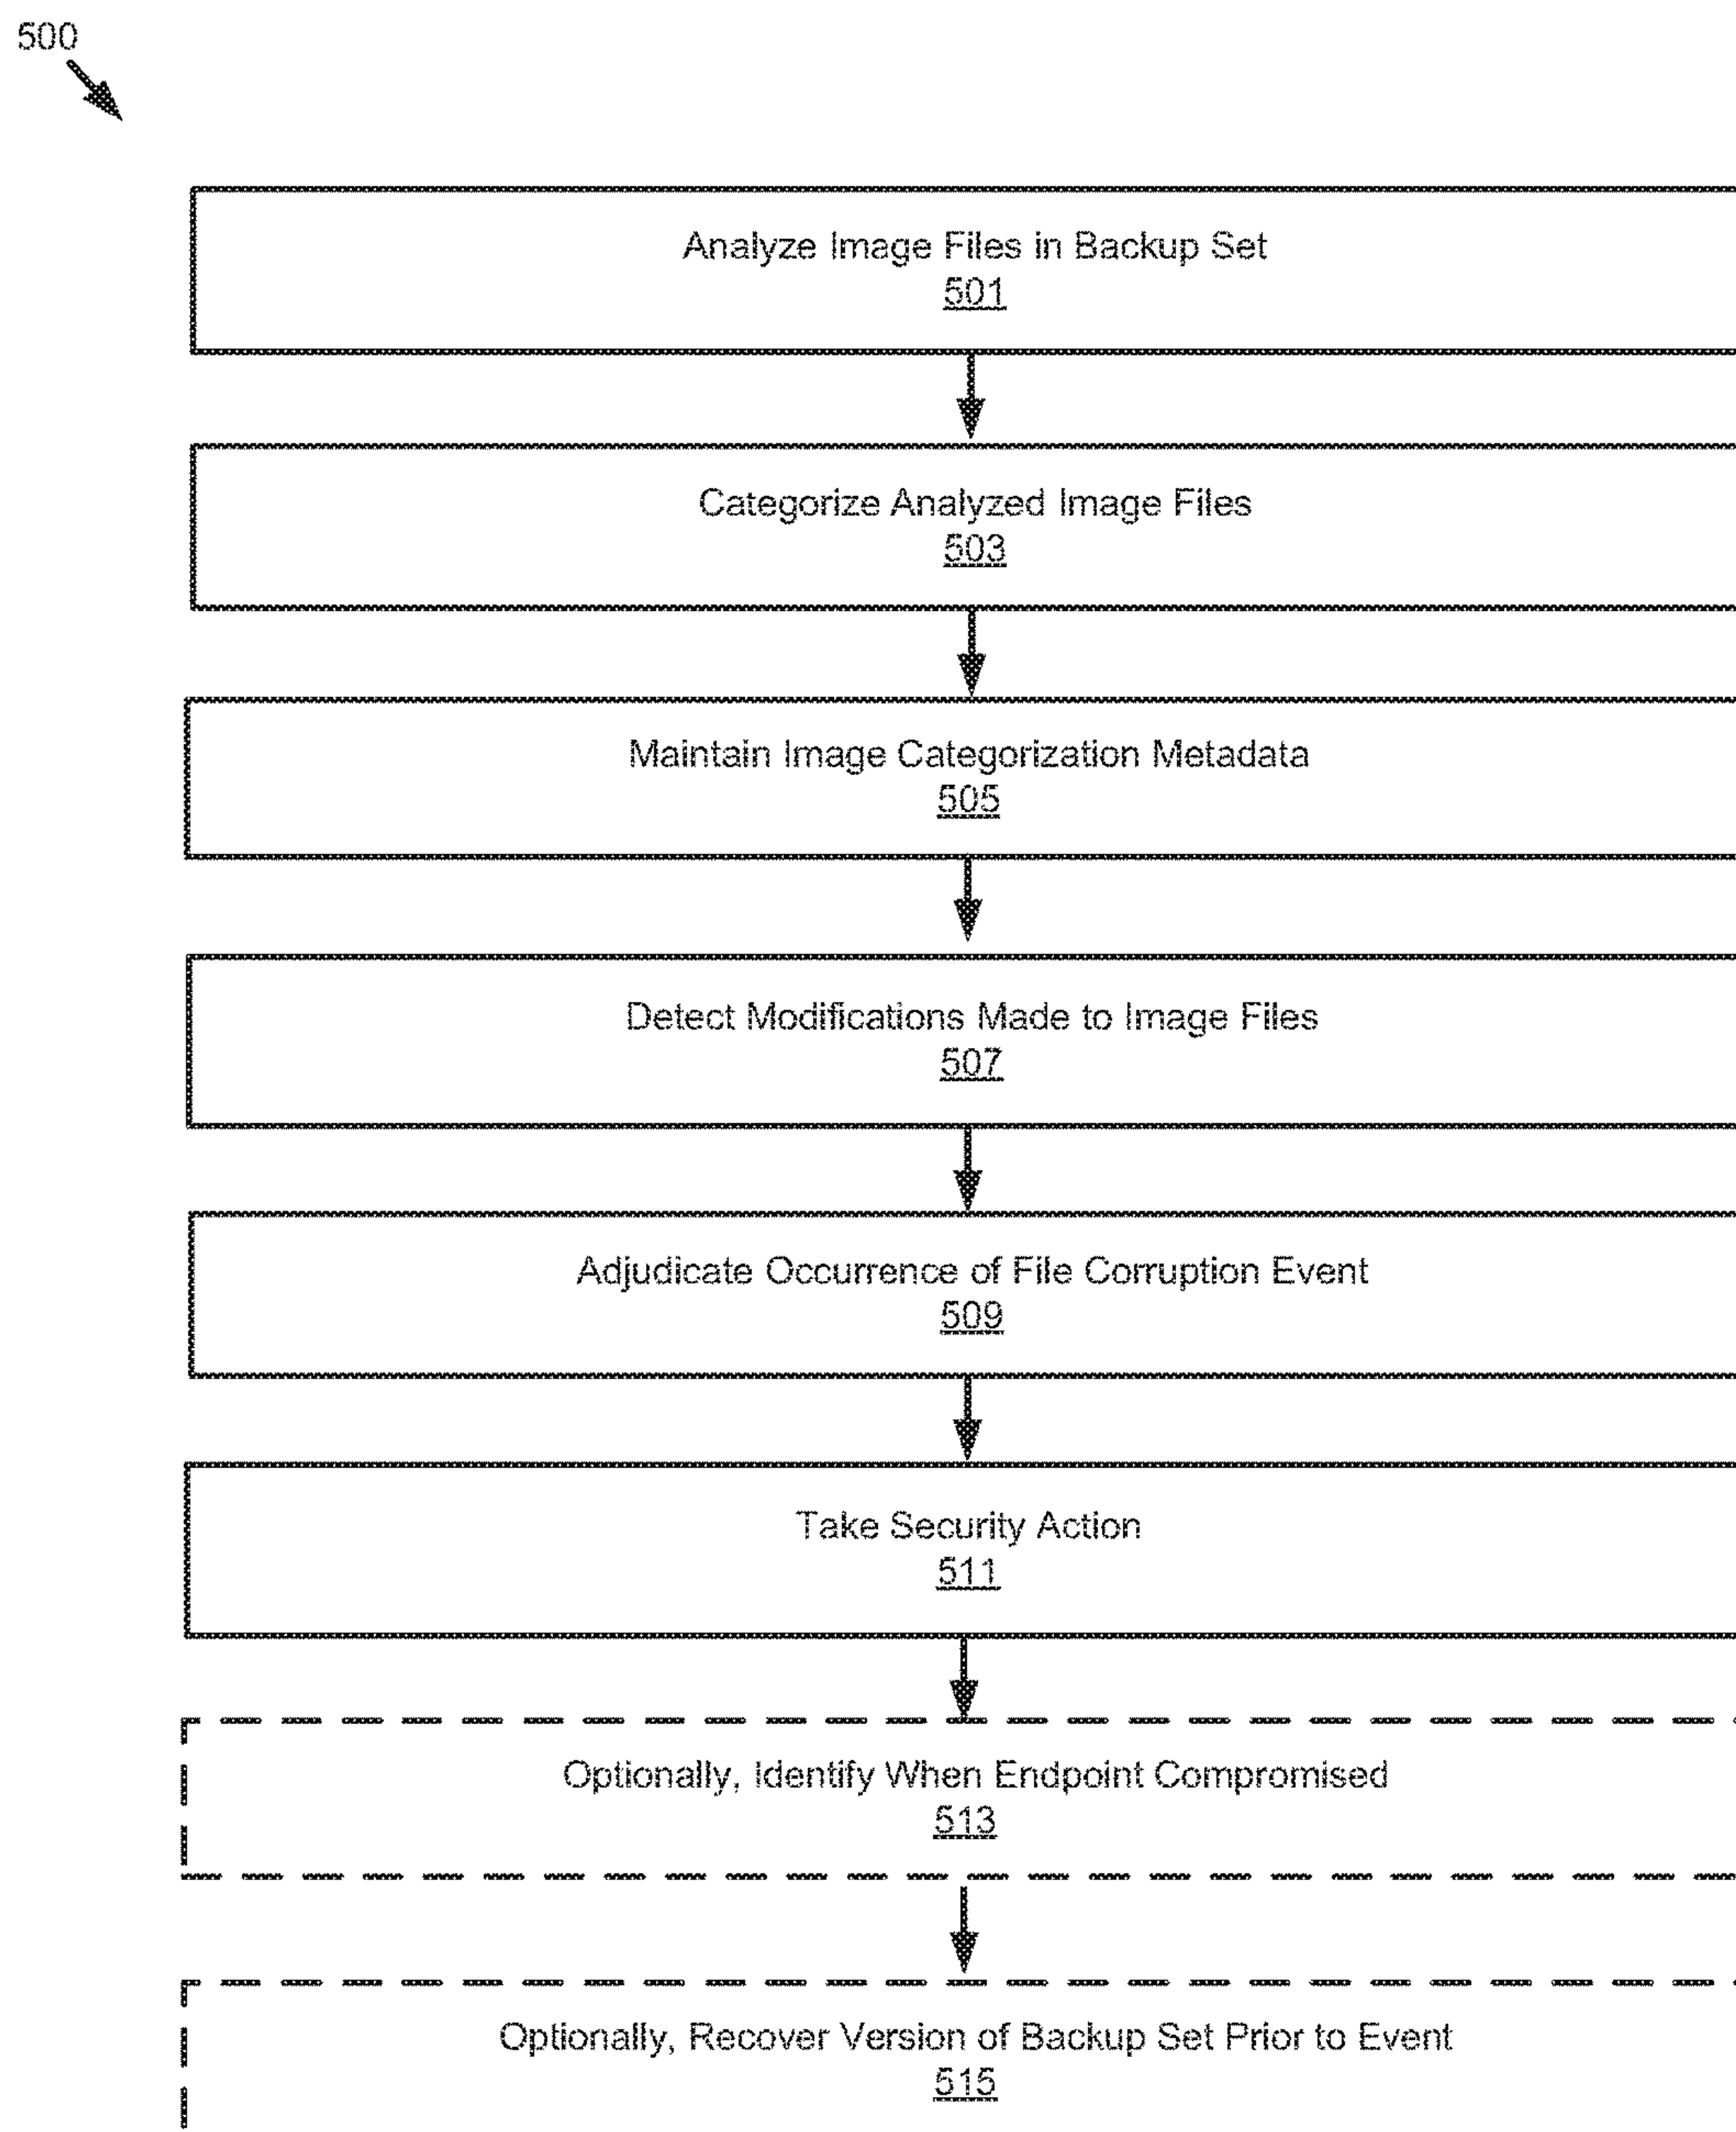 500
Analyze Image Files in Backup Set
501
Categorize Analyzed Image Files
503
Maintain Image Categorization Metadata
505
Detect Modifications Made to Image Files
507
Adjudicate Occurrence of File Corruption Event
509
Take Security Action
511
Optionally, Identify When Endpoint Compromised
513
Optionally, Recover Version of Backup Set Prior to Event
515